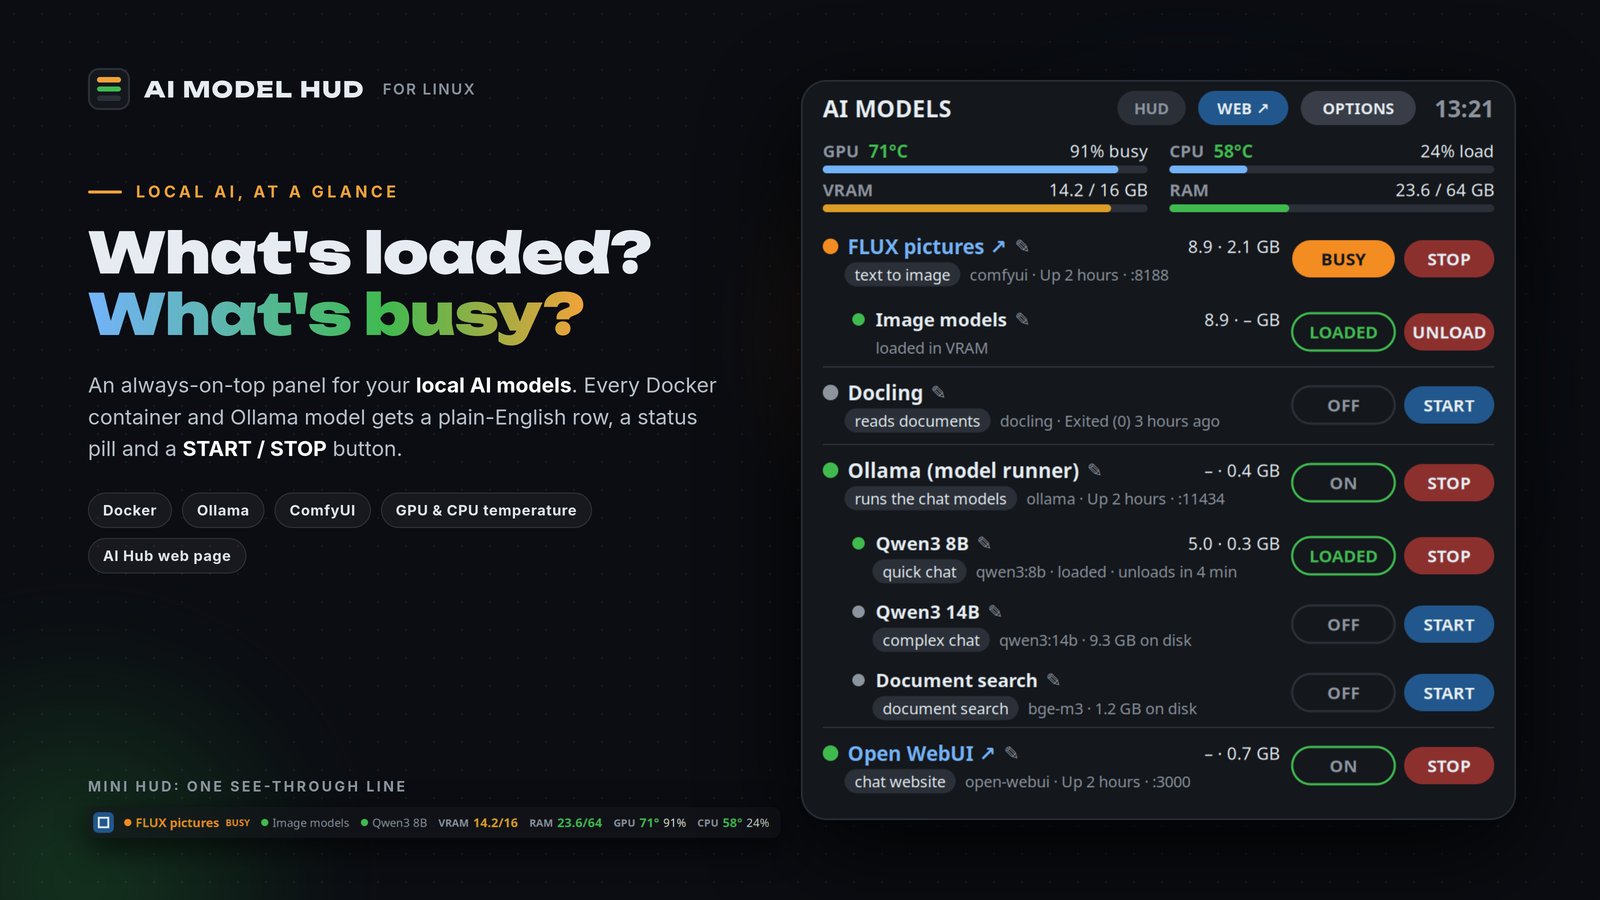 AI MODEL HUD FOR LINUX
LOCAL AI, AT A GLANCE
What's loaded?
What's busy?
An always-on-top panel for your local AI models. Every Docker
container and Ollama model gets a plain-English row, a status
pill and a START / STOP button.
Docker Ollama ComfyUI GPU & CPU temperature
AI Hub web page
MINI HUD: ONE SEE-THROUGH LINE
FLUX pictures BUSY Image models Qwen3 8B VRAM 14.2/16 RAM 23.6/64 GPU 71° 91% CPU 58° 24%
AI MODELS HUD WEB ↗ OPTIONS 13:21
GPU 71°C 91% busy CPU 58°C 24% load
VRAM 14.2 / 16 GB RAM 23.6 / 64 GB
FLUX pictures ↗ ✎ 8.9 · 2.1 GB BUSY STOP
text to image comfyui · Up 2 hours · :8188
Image models ✎ 8.9 · – GB LOADED UNLOAD
loaded in VRAM
Docling ✎ OFF START
reads documents docling · Exited (0) 3 hours ago
Ollama (model runner) ✎ – · 0.4 GB ON STOP
runs the chat models ollama · Up 2 hours · :11434
Qwen3 8B ✎ 5.0 · 0.3 GB LOADED STOP
quick chat qwen3:8b · loaded · unloads in 4 min
Qwen3 14B ✎ OFF START
complex chat qwen3:14b · 9.3 GB on disk
Document search ✎ OFF START
document search bge-m3 · 1.2 GB on disk
Open WebUI ↗ ✎ – · 0.7 GB ON STOP
chat website open-webui · Up 2 hours · :3000